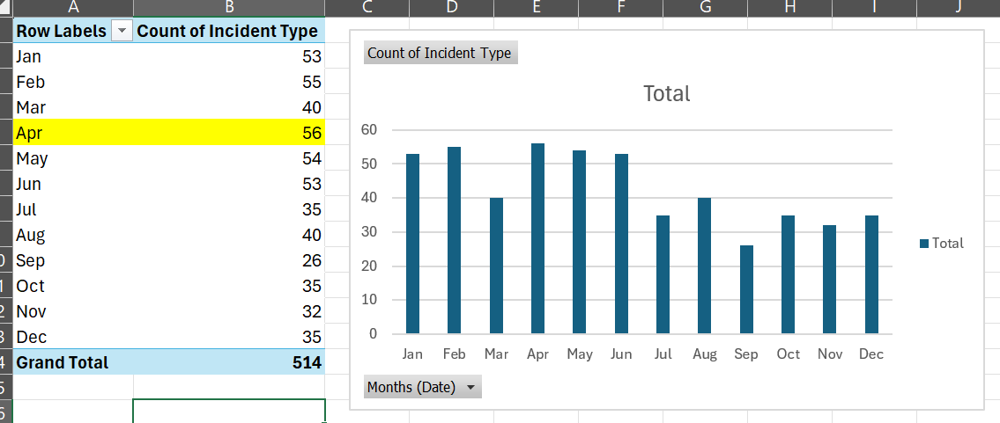 A B C D E F G H I J
Row Labels Count of Incident Type
Jan 53
Feb 55
Mar 40
Apr 56
May 54
Jun 53
Jul 35
Aug 40
Sep 26
Oct 35
Nov 32
Dec 35
Grand Total 514
Count of Incident Type
Total
60
50
40
30
20
10
0
Jan Feb Mar Apr May Jun Jul Aug Sep Oct Nov Dec
Total
Months (Date)